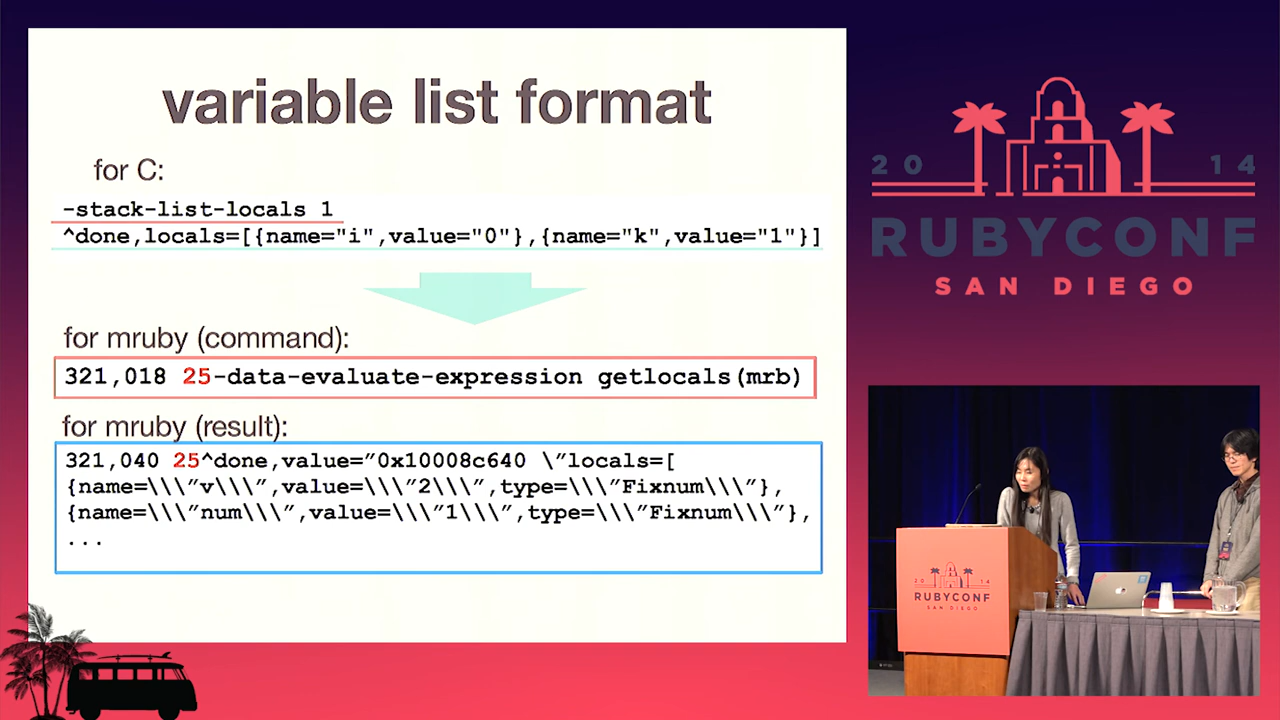 variable list format
for C:
-stack-list-locals 1
^done,locals=[{name="i",value="0"},{name="k",value="1"}]
for mruby (command):
321,018 25-data-evaluate-expression getlocals(mrb)
for mruby (result):
321,040 25^done,value=”0x10008c640 \”locals=[
{name=\\\”v\\\”,value=\\\”2\\\”,type=\\\”Fixnum\\\”},
{name=\\\”num\\\”,value=\\\”1\\\”,type=\\\”Fixnum\\\”},
...
20 14
RUBYCONF
SAN DIEGO
20 14
RUBYCONF
SAN DIEGO